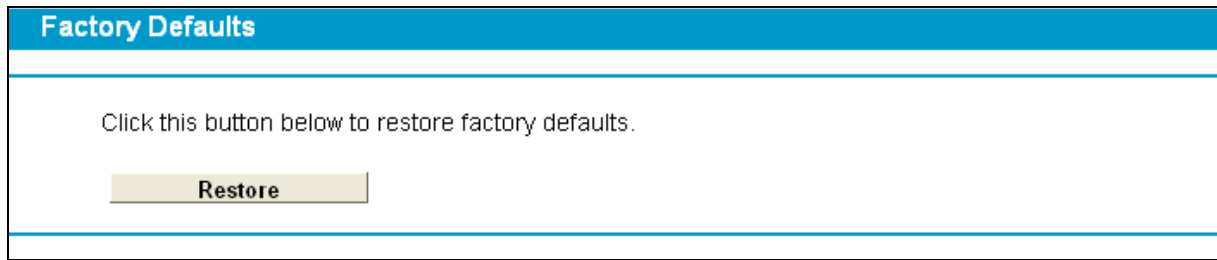 Factory Defaults
Click this button below to restore factory defaults.
Restore